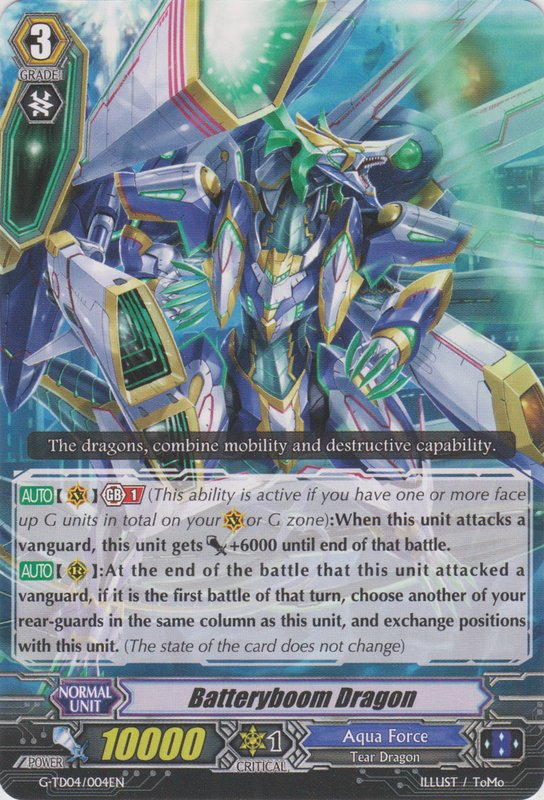 3
GRADE
The dragons, combine mobility and destructive capability.
AUTO 【 V 】 GB 1 (This ability is active if you have one or more face
up G units in total on your V or G zone):When this unit attacks a
vanguard, this unit gets +6000 until end of that battle.
AUTO 【 R 】:At the end of the battle that this unit attacked a
vanguard, if it is the first battle of that turn, choose another of your
rear-guards in the same column as this unit, and exchange positions
with this unit. (The state of the card does not change)
NORMAL
UNIT
Batteryboom Dragon
POWER
10000
1
CRITICAL
Aqua Force
Tear Dragon
G-TD04/004EN
ILLUST / ToMo